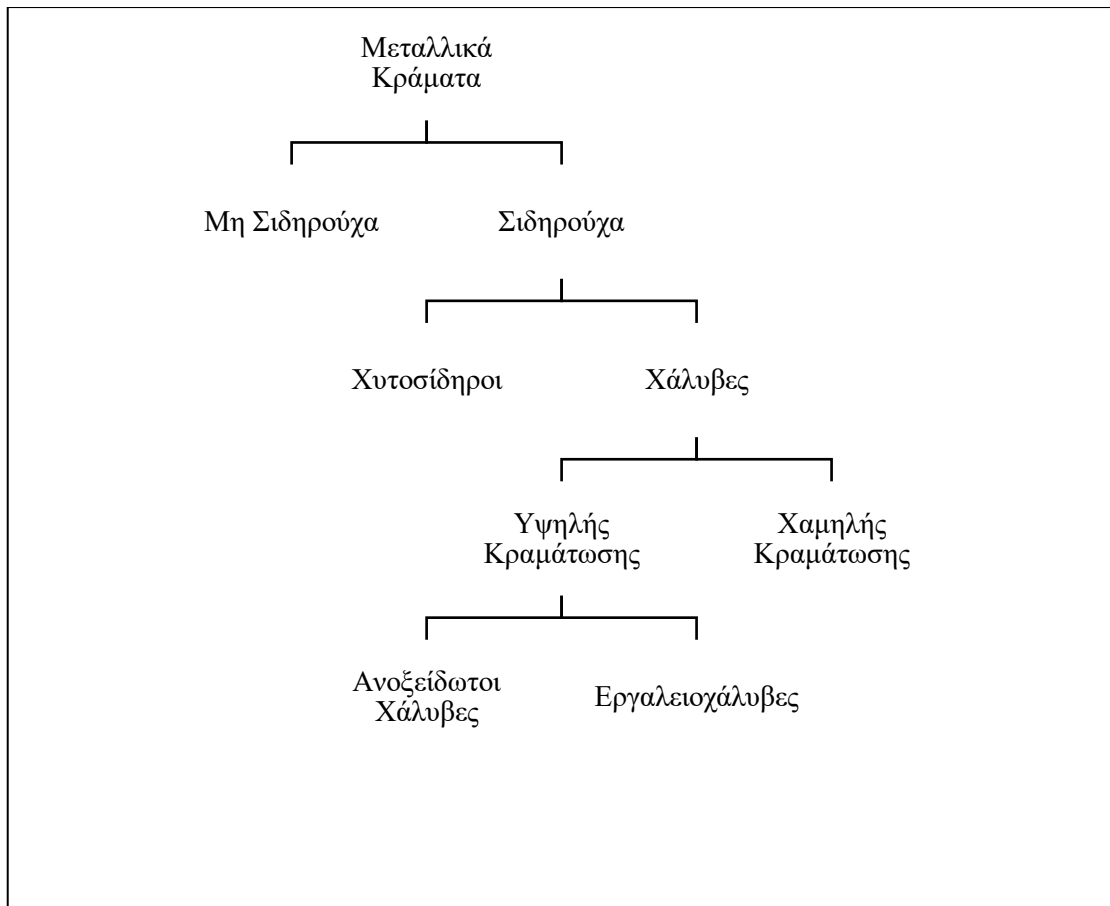 Μεταλλικά
Κράματα
Μη Σιδηρούχα
Σιδηρούχα
Χυτοσίδηροι
Χάλυβες
Υψηλής
Κραμάτωσης
Χαμηλής
Κραμάτωσης
Ανοξείδωτοι
Χάλυβες
Εργαλειοχάλυβες